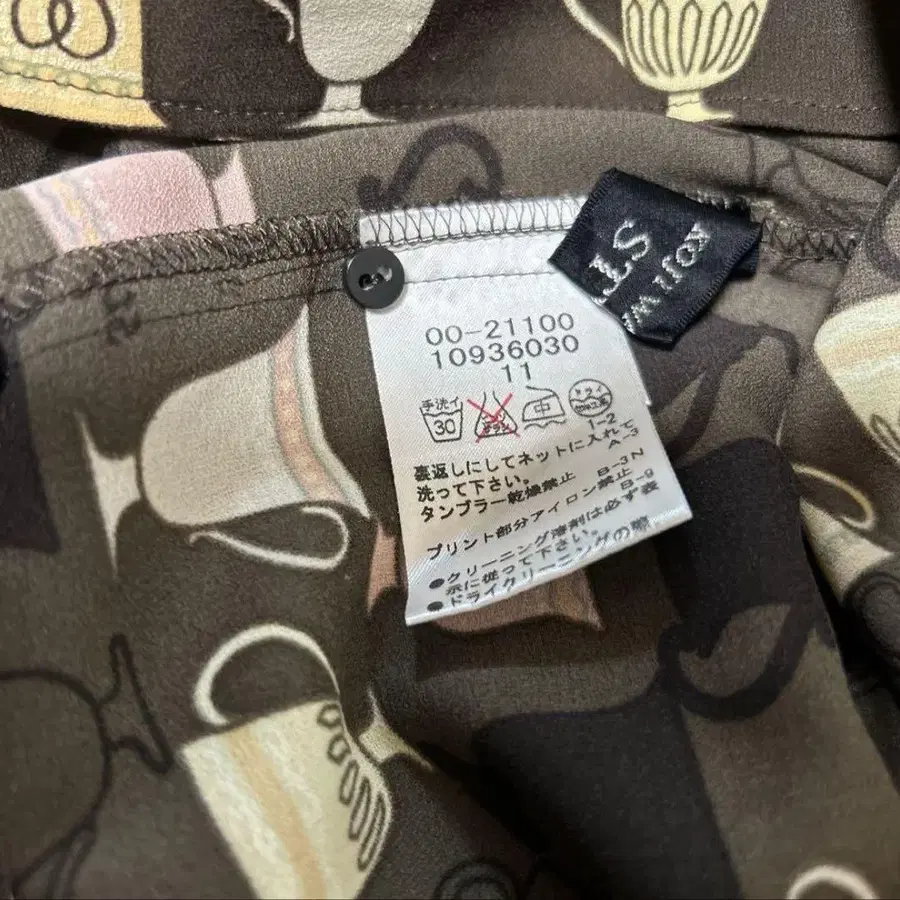 00-21100
10936030
11
手洗イ
30
中
ドライ
1-2
A-3
裏返しにしてネットに入れて
洗って下さい。 B-3N
タンブラー乾燥禁止 B-9
プリント部分アイロン禁止
●クリーニング溶剤は必ず表
示に従って下さい。
●ドライクリーニングの際